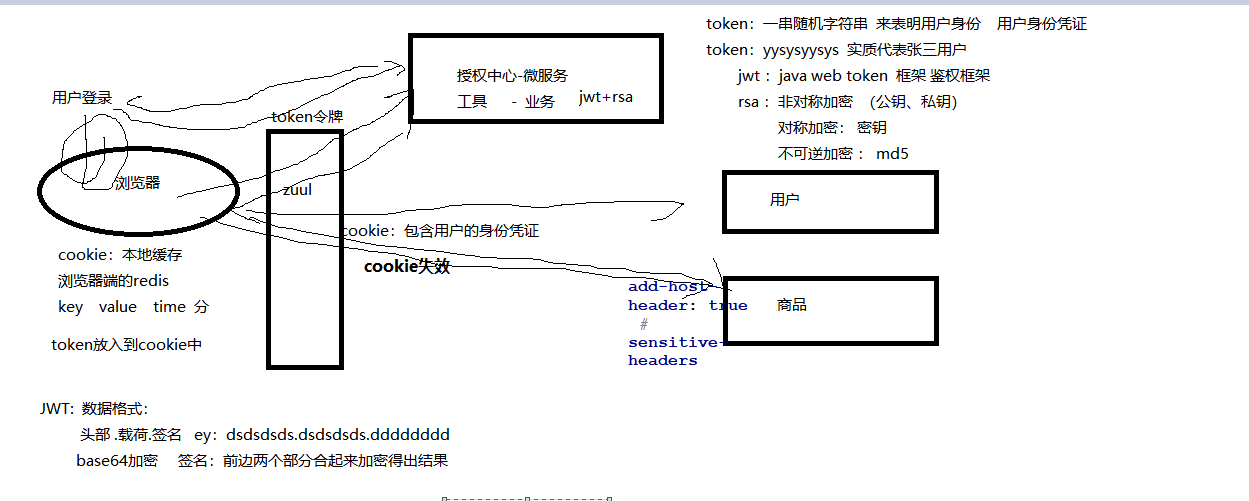 token：一串随机字符串 来表明用户身份 用户身份凭证
token：yysysyysys 实质代表张三用户
jwt ：java web token 框架 鉴权框架
rsa ：非对称加密 （公钥、私钥）
对称加密： 密钥
不可逆加密 ： md5
授权中心-微服务
工具 - 业务 jwt+rsa
用户登录
token令牌
浏览器
zuul
用户
cookie：包含用户的身份凭证
cookie失效
cookie：本地缓存
浏览器端的redis
key value time 分
token放入到cookie中
add-host-
header: true
#
sensitive-
headers
商品
JWT: 数据格式：
头部 .载荷.签名 ey：dsdsdsds.dsdsdsds.dddddddd
base64加密 签名：前边两个部分合起来加密得出结果